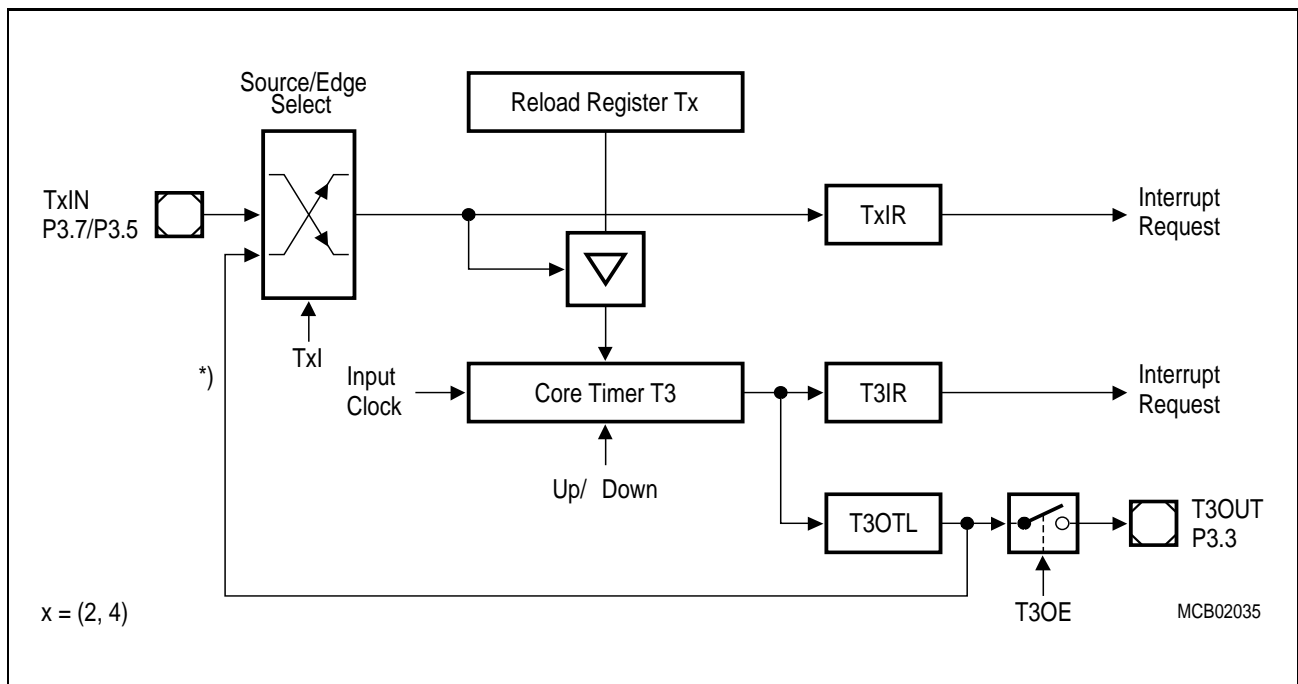 Source/Edge
Select
Reload Register Tx
TxIN
P3.7/P3.5
TxIR
Interrupt
Request
TxI
*)
Input
Clock
Core Timer T3
T3IR
Interrupt
Request
Up/ Down
T3OTL
T3OUT
P3.3
x = (2, 4)
T3OE
MCB02035